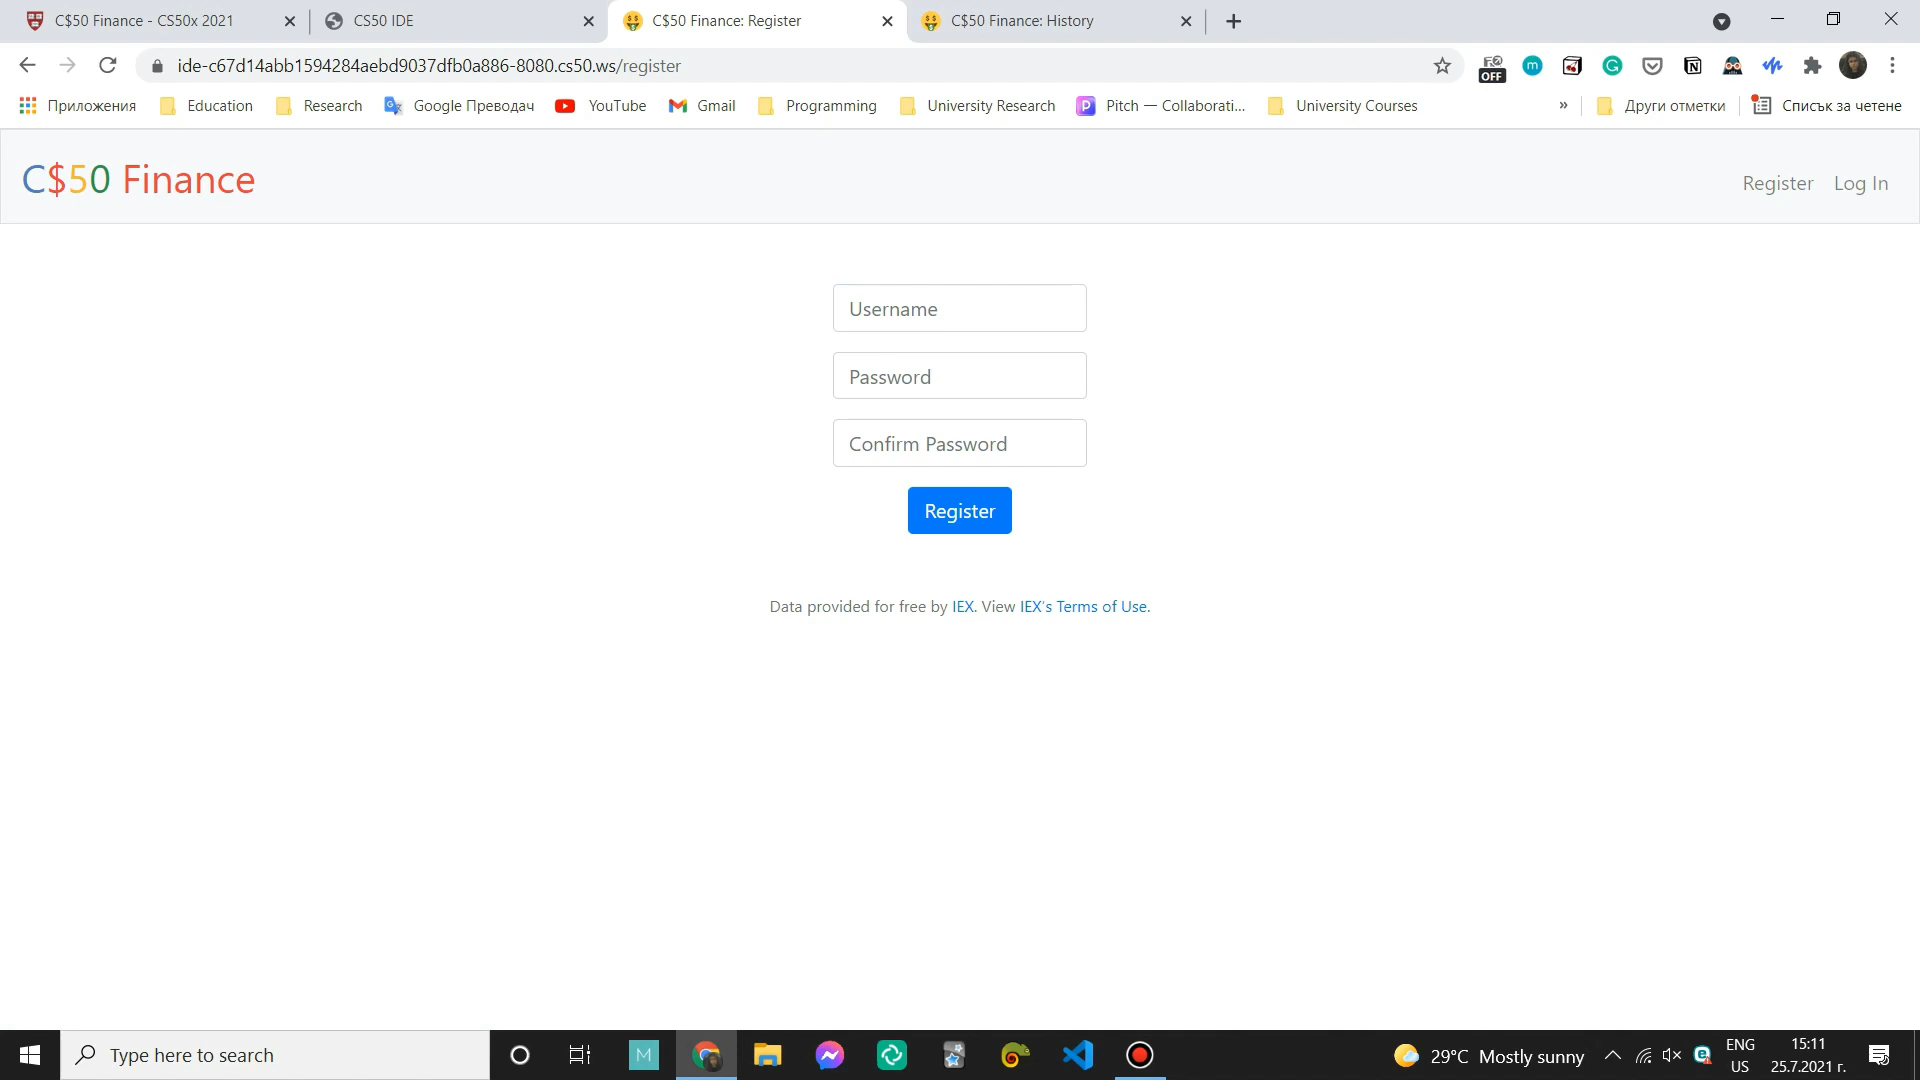 C$50 Finance - CS50x 2021
CS50 IDE
C$50 Finance: Register
C$50 Finance: History
ide-c67d14abb1594284aebd9037dfb0a886-8080.cs50.ws/register
OFF
Приложения
Education
Research
Google Преводач
YouTube
Gmail
Programming
University Research
Pitch — Collaborati...
University Courses
»
Други отметки
Списък за четене
C$50 Finance
Register
Log In
Username
Password
Confirm Password
Register
Data provided for free by IEX. View IEX's Terms of Use.
Type here to search
29°C Mostly sunny
ENG
US
15:11
25.7.2021 г.